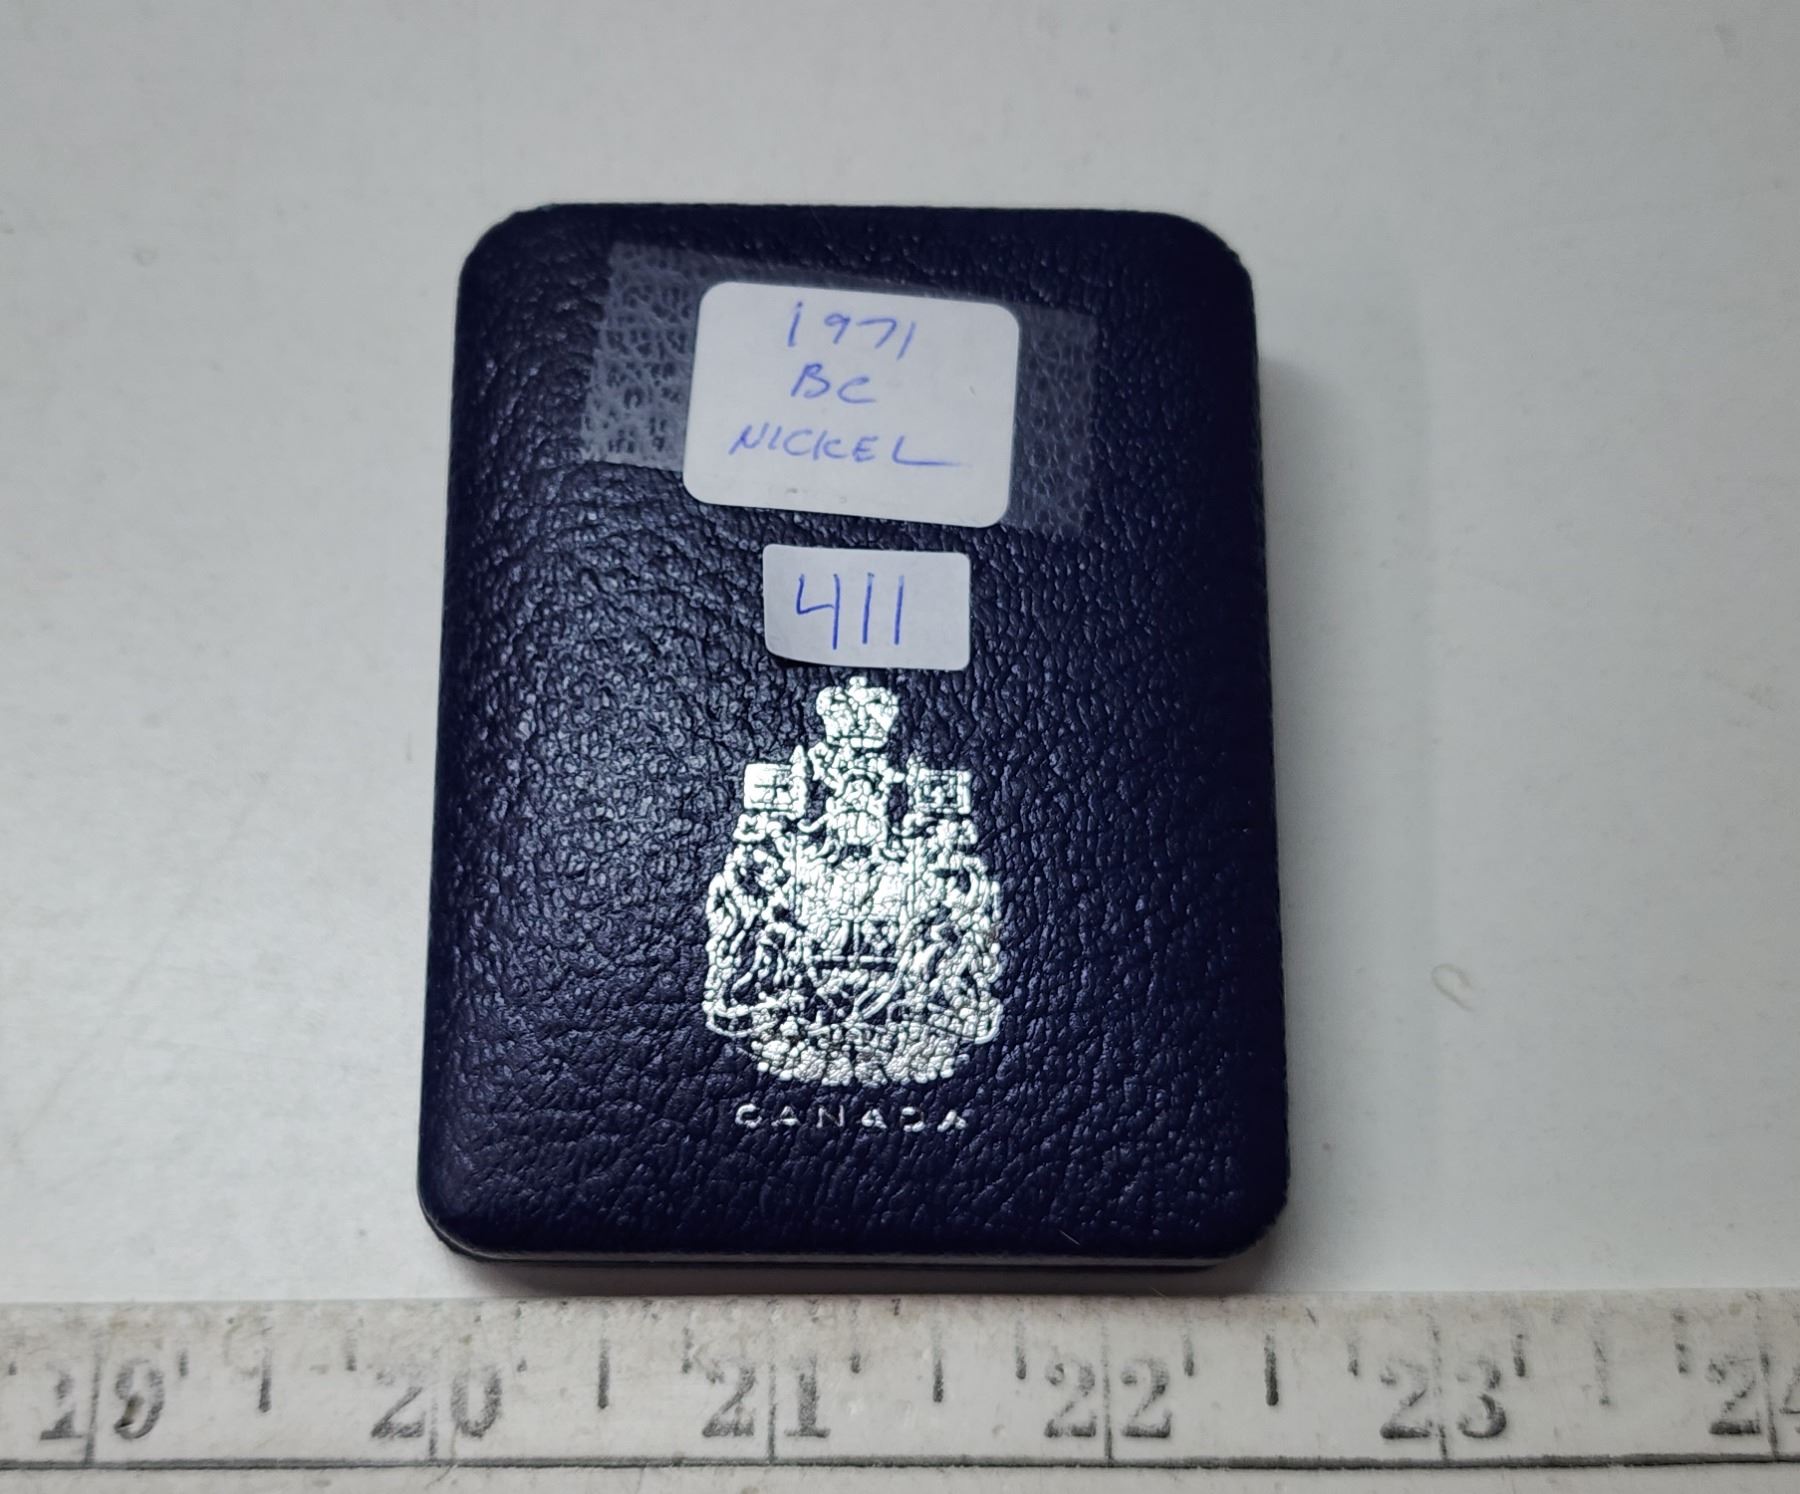 1971
BC
NICKEL
411
CANADA
19 20 21 22 23 24